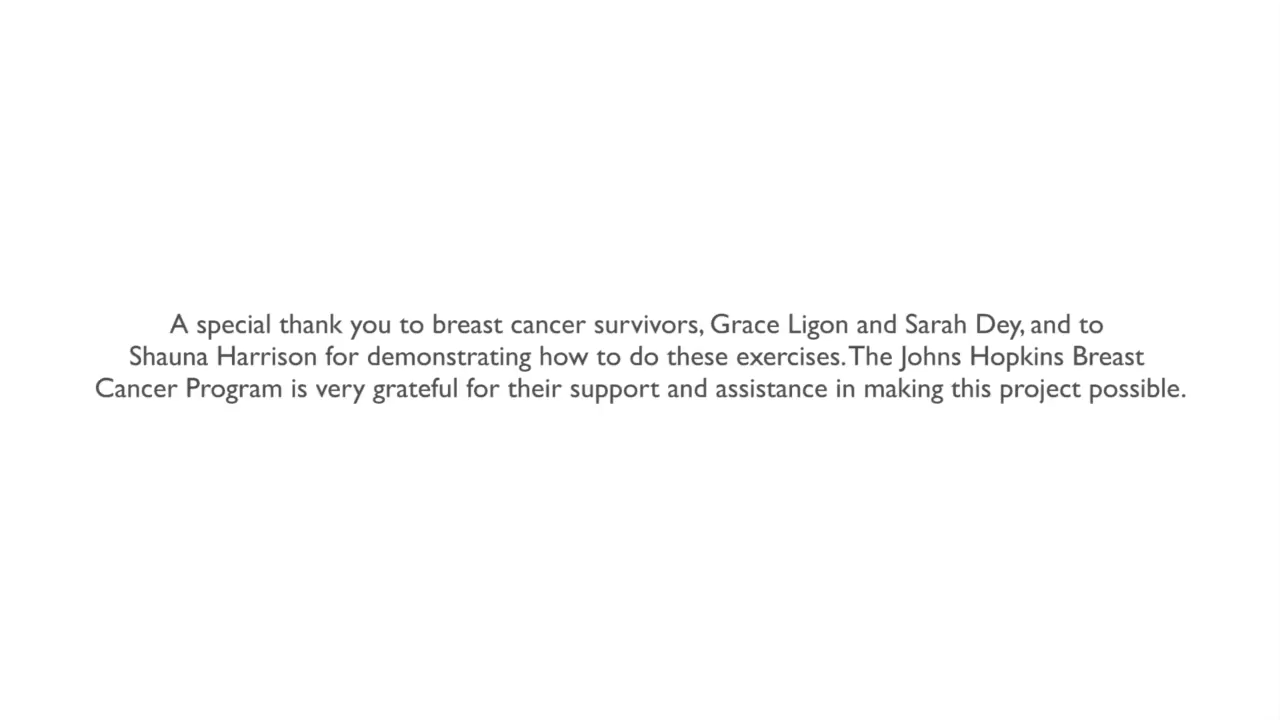 A special thank you to breast cancer survivors, Grace Ligon and Sarah Dey, and to
Shauna Harrison for demonstrating how to do these exercises. The Johns Hopkins Breast
Cancer Program is very grateful for their support and assistance in making this project possible.